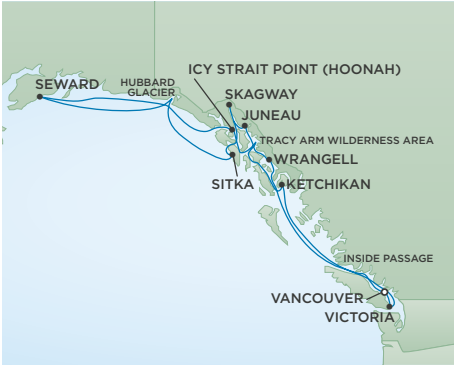 ICY STRAIT POINT (HOONAH)
SEWARD
HUBBARD
GLACIER
SKAGWAY
JUNEAU
TRACY ARM WILDERNESS AREA
WRANGELL
SITKA
KETCHIKAN
INSIDE PASSAGE
VANCOUVER
VICTORIA